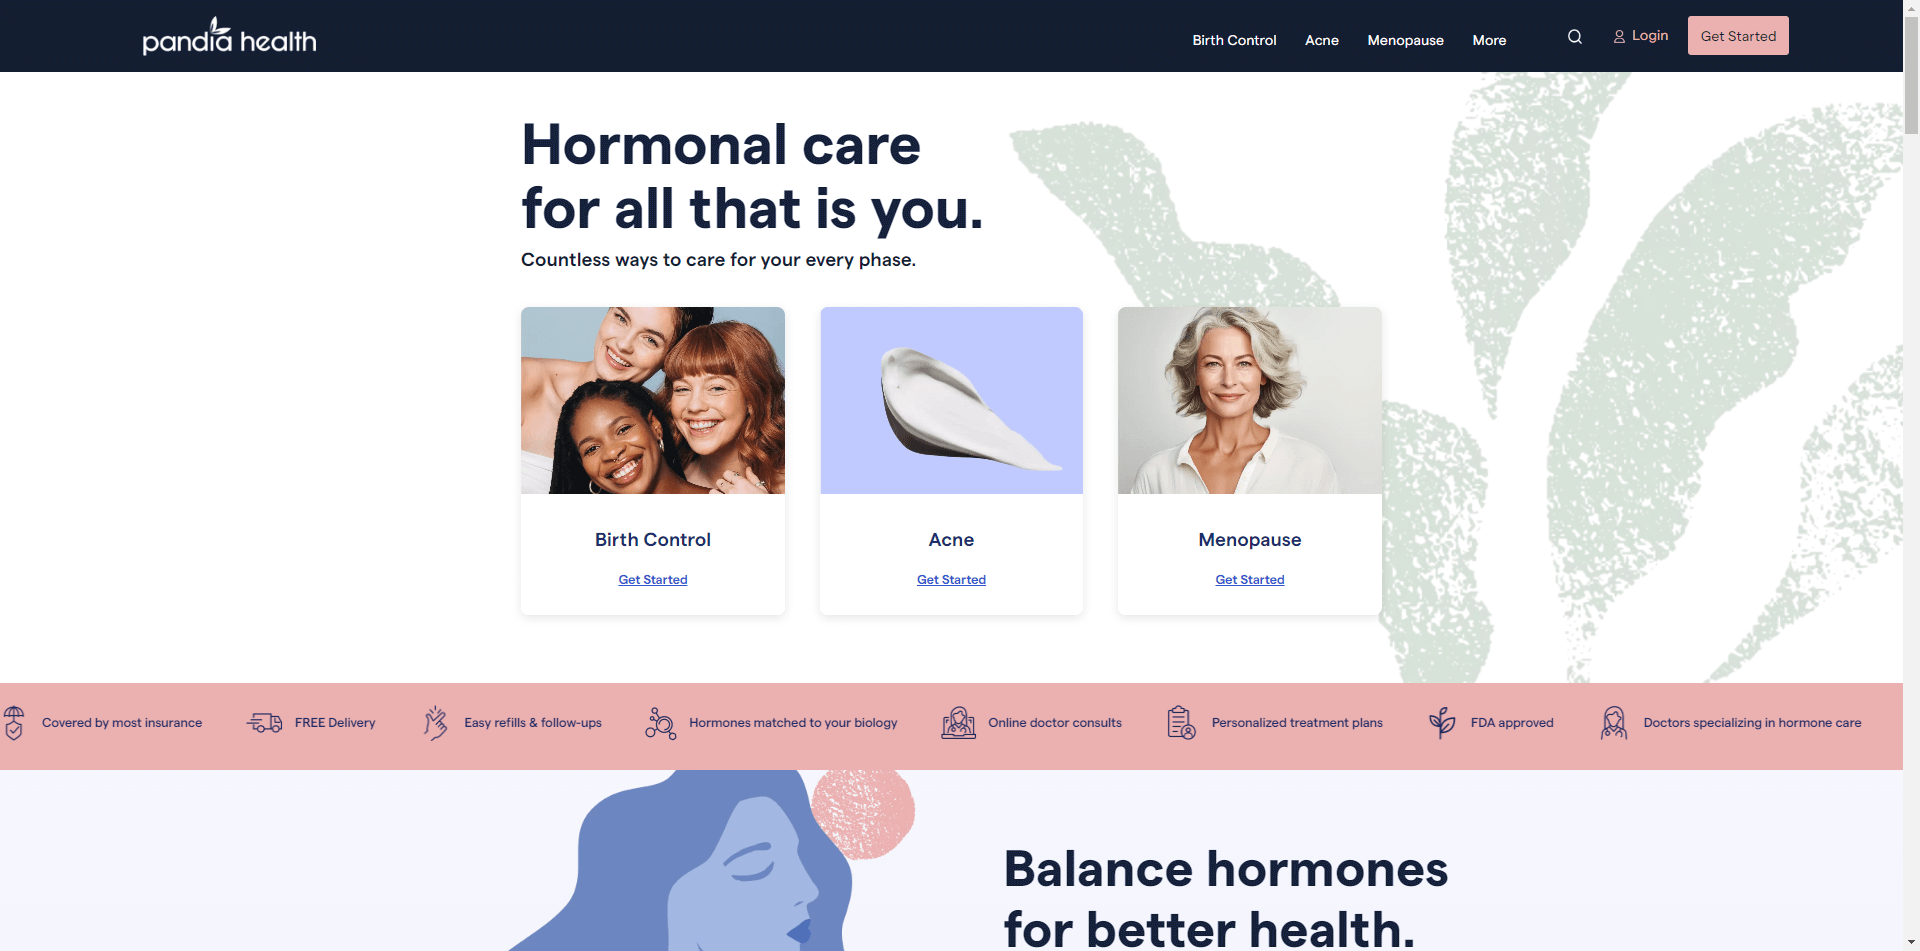 pandia health
Birth Control
Acne
Menopause
More
Login
Get Started
Hormonal care
for all that is you.
Countless ways to care for your every phase.
Birth Control
Get Started
Acne
Get Started
Menopause
Get Started
Covered by most insurance
FREE Delivery
Easy refills & follow-ups
Hormones matched to your biology
Online doctor consults
Personalized treatment plans
FDA approved
Doctors specializing in hormone care
Balance hormones
for better health.